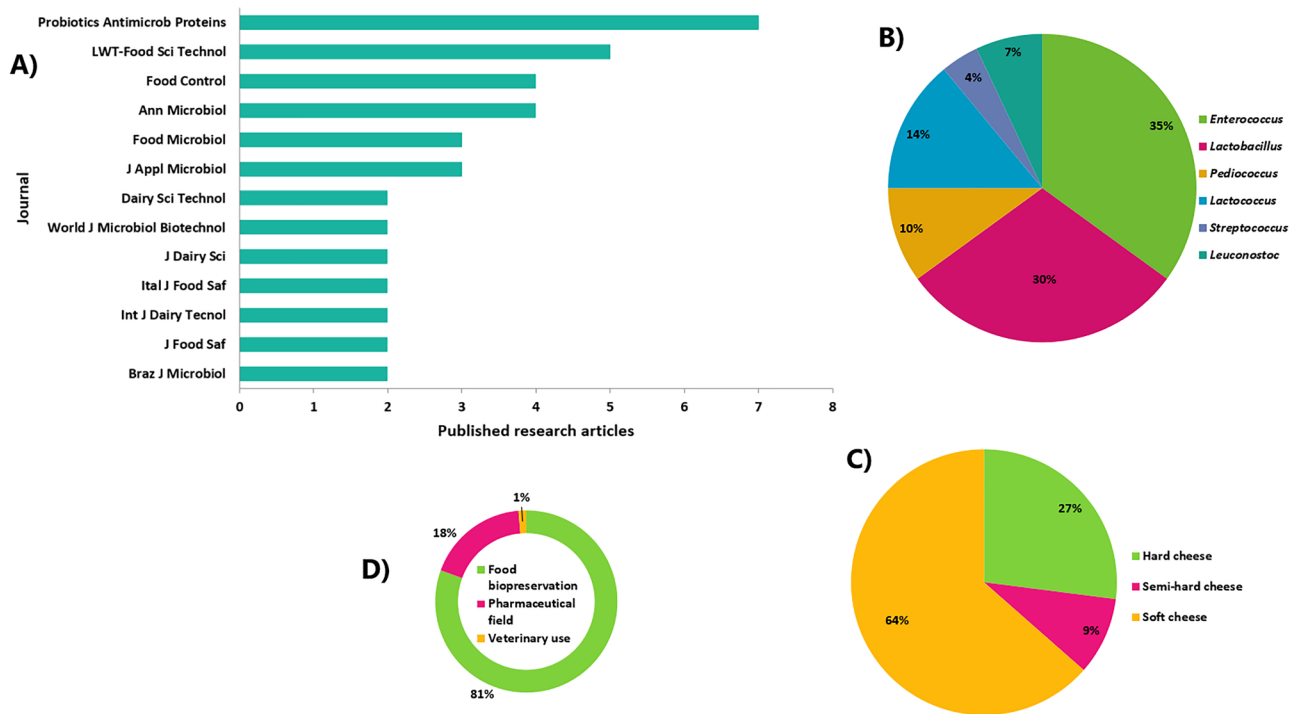 A)
Journal
Probiotics Antimicrob Proteins
LWT-Food Sci Technol
Food Control
Ann Microbiol
Food Microbiol
J Appl Microbiol
Dairy Sci Technol
World J Microbiol Biotechnol
J Dairy Sci
Ital J Food Saf
Int J Dairy Tecnol
J Food Saf
Braz J Microbiol
0 1 2 3 4 5 6 7 8
Published research articles
B)
7%
4%
35%
14%
10%
30%
Enterococcus
Lactobacillus
Pediococcus
Lactococcus
Streptococcus
Leuconostoc
C)
27%
9%
64%
Hard cheese
Semi-hard cheese
Soft cheese
D)
1%
18%
81%
Food
biopreservation
Pharmaceutical
field
Veterinary use